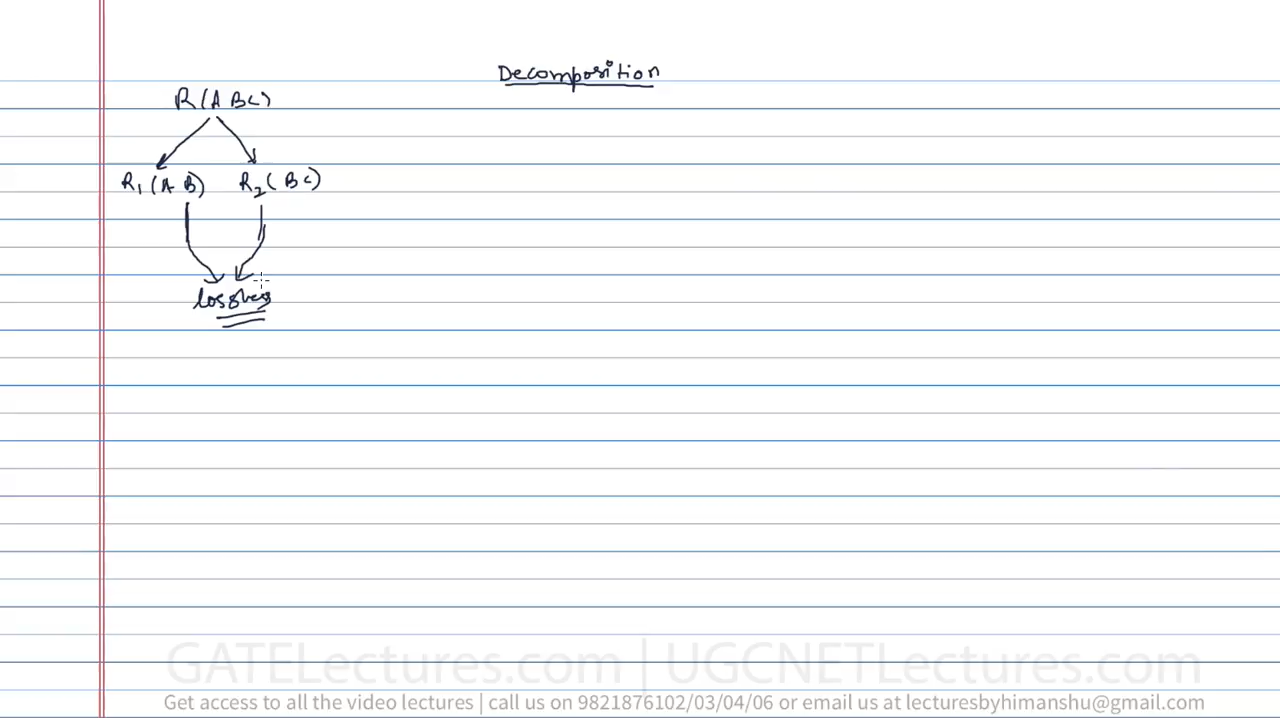 Decomposition
R(ABC)
R1(AB) R2(BC)
lossless
GATELectures.com | UGCNETLectures.com
Get access to all the video lectures | call us on 9821876102/03/04/06 or email us at lecturesbyhimanshu@gmail.com